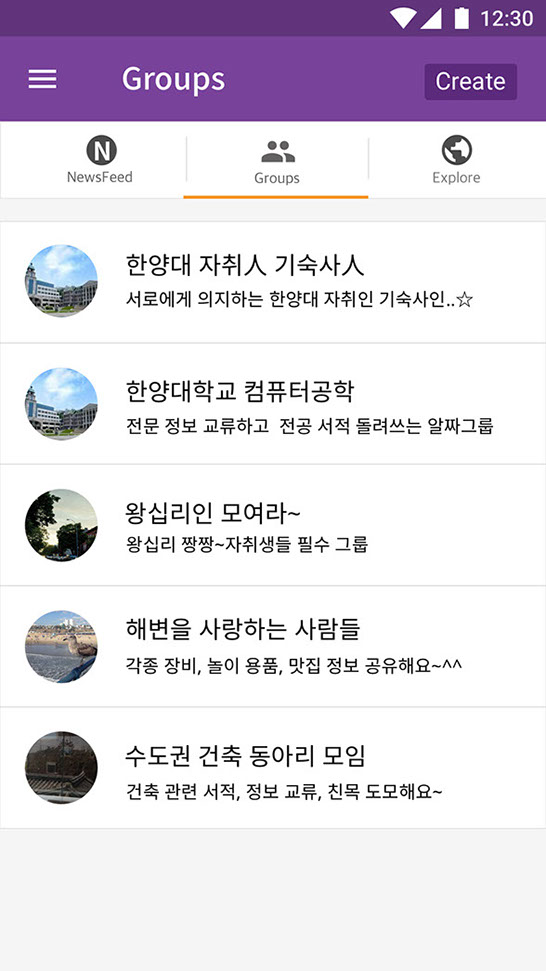 12:30
Groups
Create
N
NewsFeed
Groups
Explore
한양대 자취人 기숙사人
서로에게 의지하는 한양대 자취인 기숙사인..☆
한양대학교 컴퓨터공학
전문 정보 교류하고 전공 서적 돌려쓰는 알짜그룹
왕십리인 모여라~
왕십리 짱짱~자취생들 필수 그룹
해변을 사랑하는 사람들
각종 장비, 놀이 용품, 맛집 정보 공유해요~^^
수도권 건축 동아리 모임
건축 관련 서적, 정보 교류, 친목 도모해요~